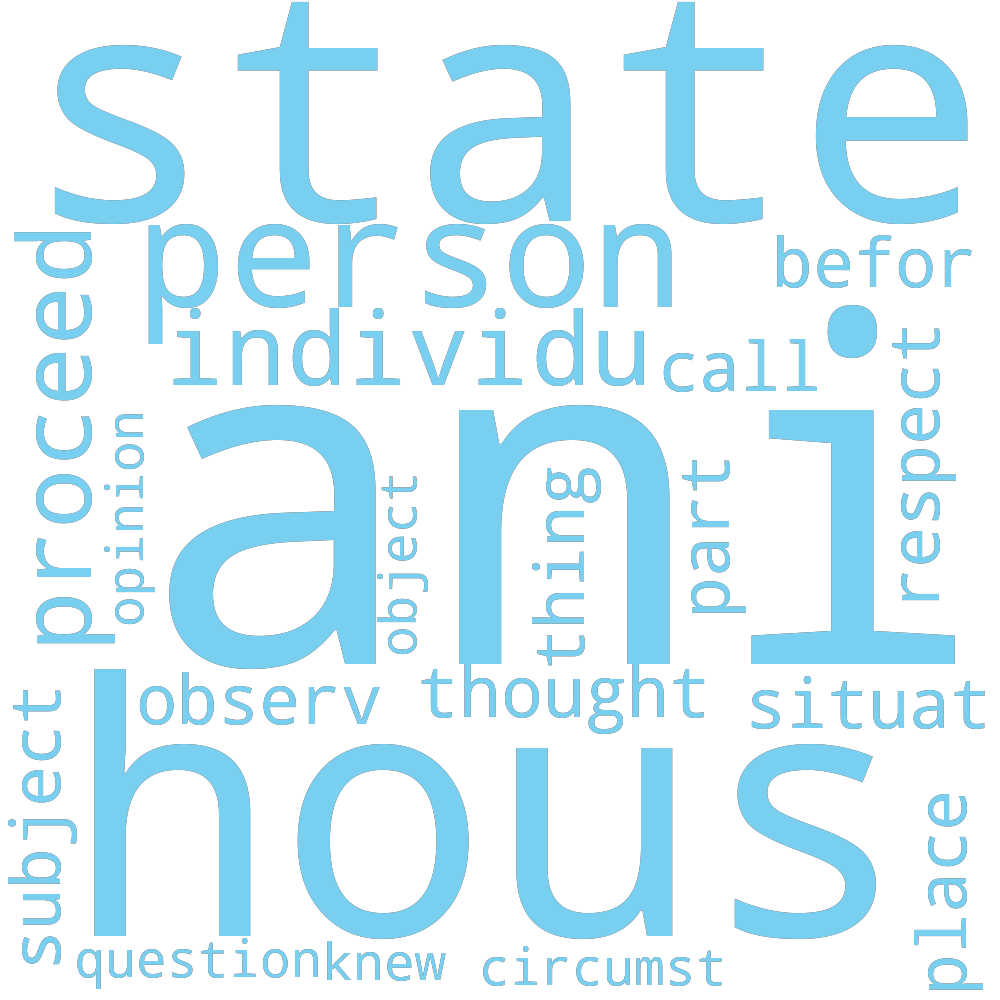 state
person
befor
proceed
individu
call
respect
opinion
ani
object
thing
part
observ
thought
situat
subject
hous
place
question
knew
circumst